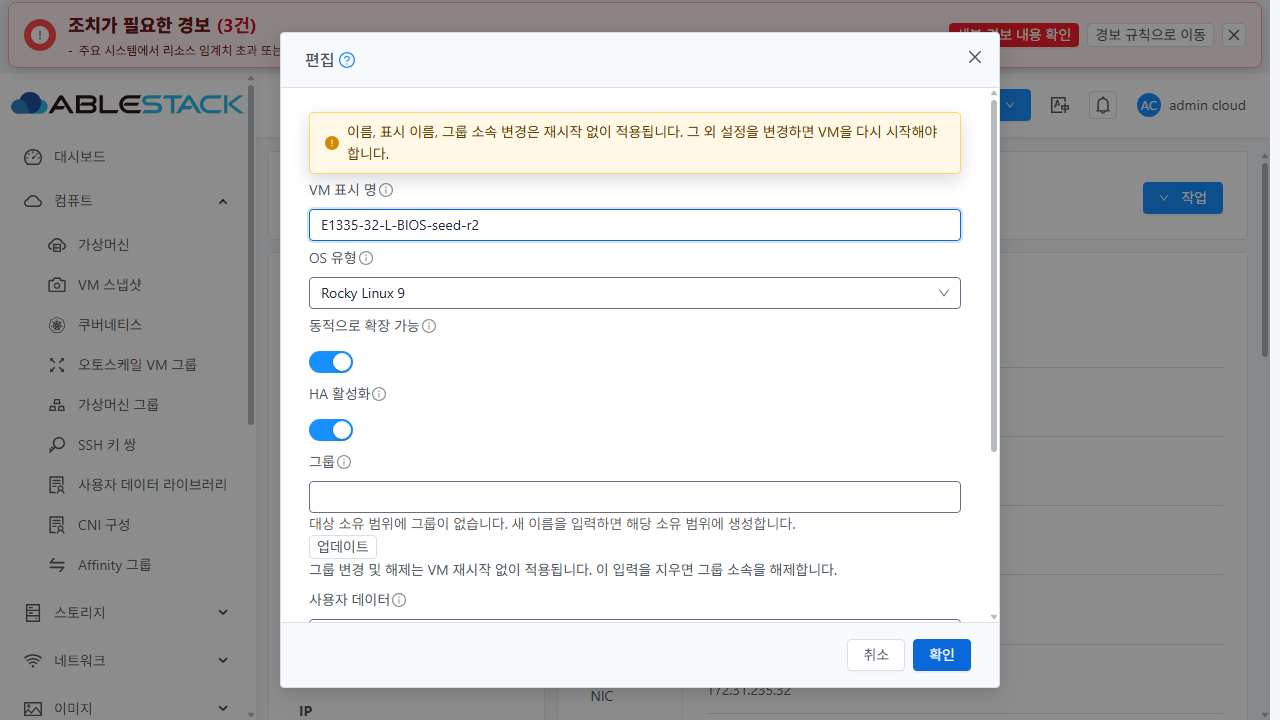 조치가 필요한 경보 (3건)
- 주요 시스템에서 리소스 임계치 초과 또는
경보 내용 확인
경보 규칙으로 이동
편집
ABLESTACK
AC admin cloud
대시보드
컴퓨트
가상머신
VM 스냅샷
쿠버네티스
오토스케일 VM 그룹
가상머신 그룹
SSH 키 쌍
사용자 데이터 라이브러리
CNI 구성
Affinity 그룹
스토리지
네트워크
이미지
작업
이름, 표시 이름, 그룹 소속 변경은 재시작 없이 적용됩니다. 그 외 설정을 변경하면 VM을 다시 시작해야
합니다.
VM 표시 명
E1335-32-L-BIOS-seed-r2
OS 유형
Rocky Linux 9
동적으로 확장 가능
HA 활성화
그룹
대상 소유 범위에 그룹이 없습니다. 새 이름을 입력하면 해당 소유 범위에 생성합니다.
업데이트
그룹 변경 및 해제는 VM 재시작 없이 적용됩니다. 이 입력을 지우면 그룹 소속을 해제합니다.
사용자 데이터
취소
확인
NIC
172.31.235.32
IP